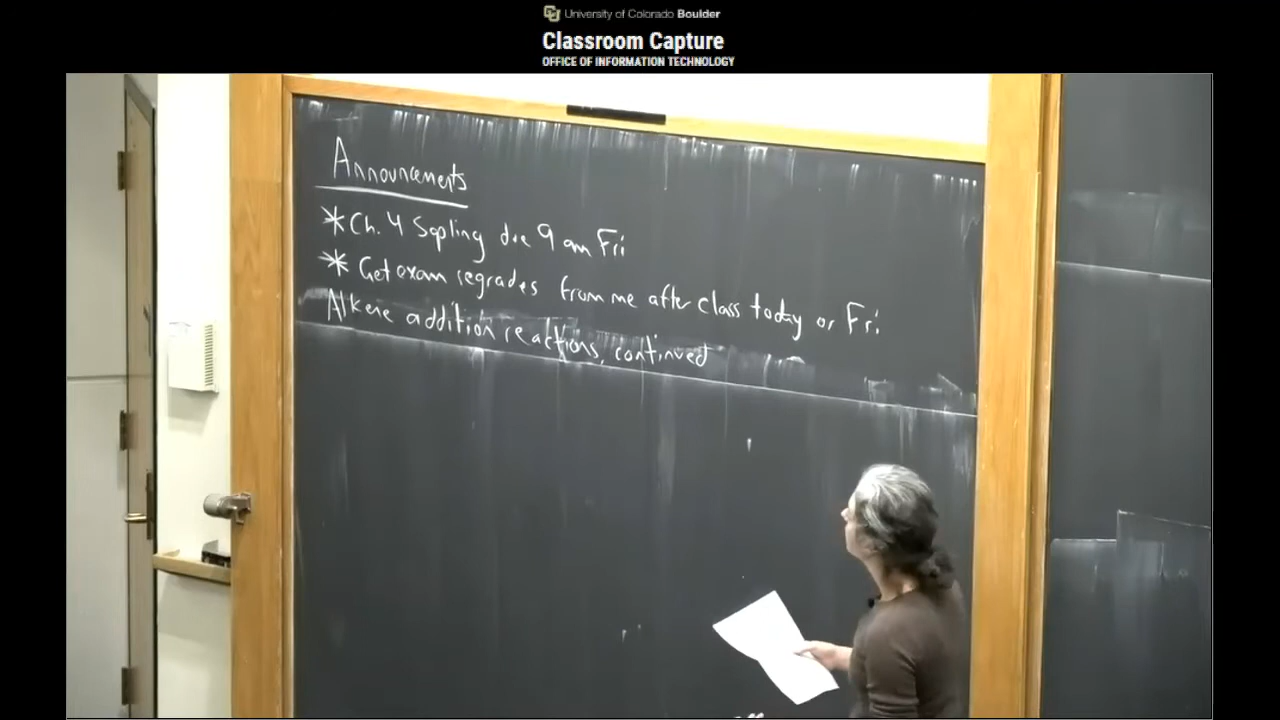 University of Colorado Boulder
Classroom Capture
OFFICE OF INFORMATION TECHNOLOGY
Announcements
*Ch. 4 Sapling due 9 am Fri
* Get exam regrades from me after class today or Fri.
Alkene addition reactions, continued